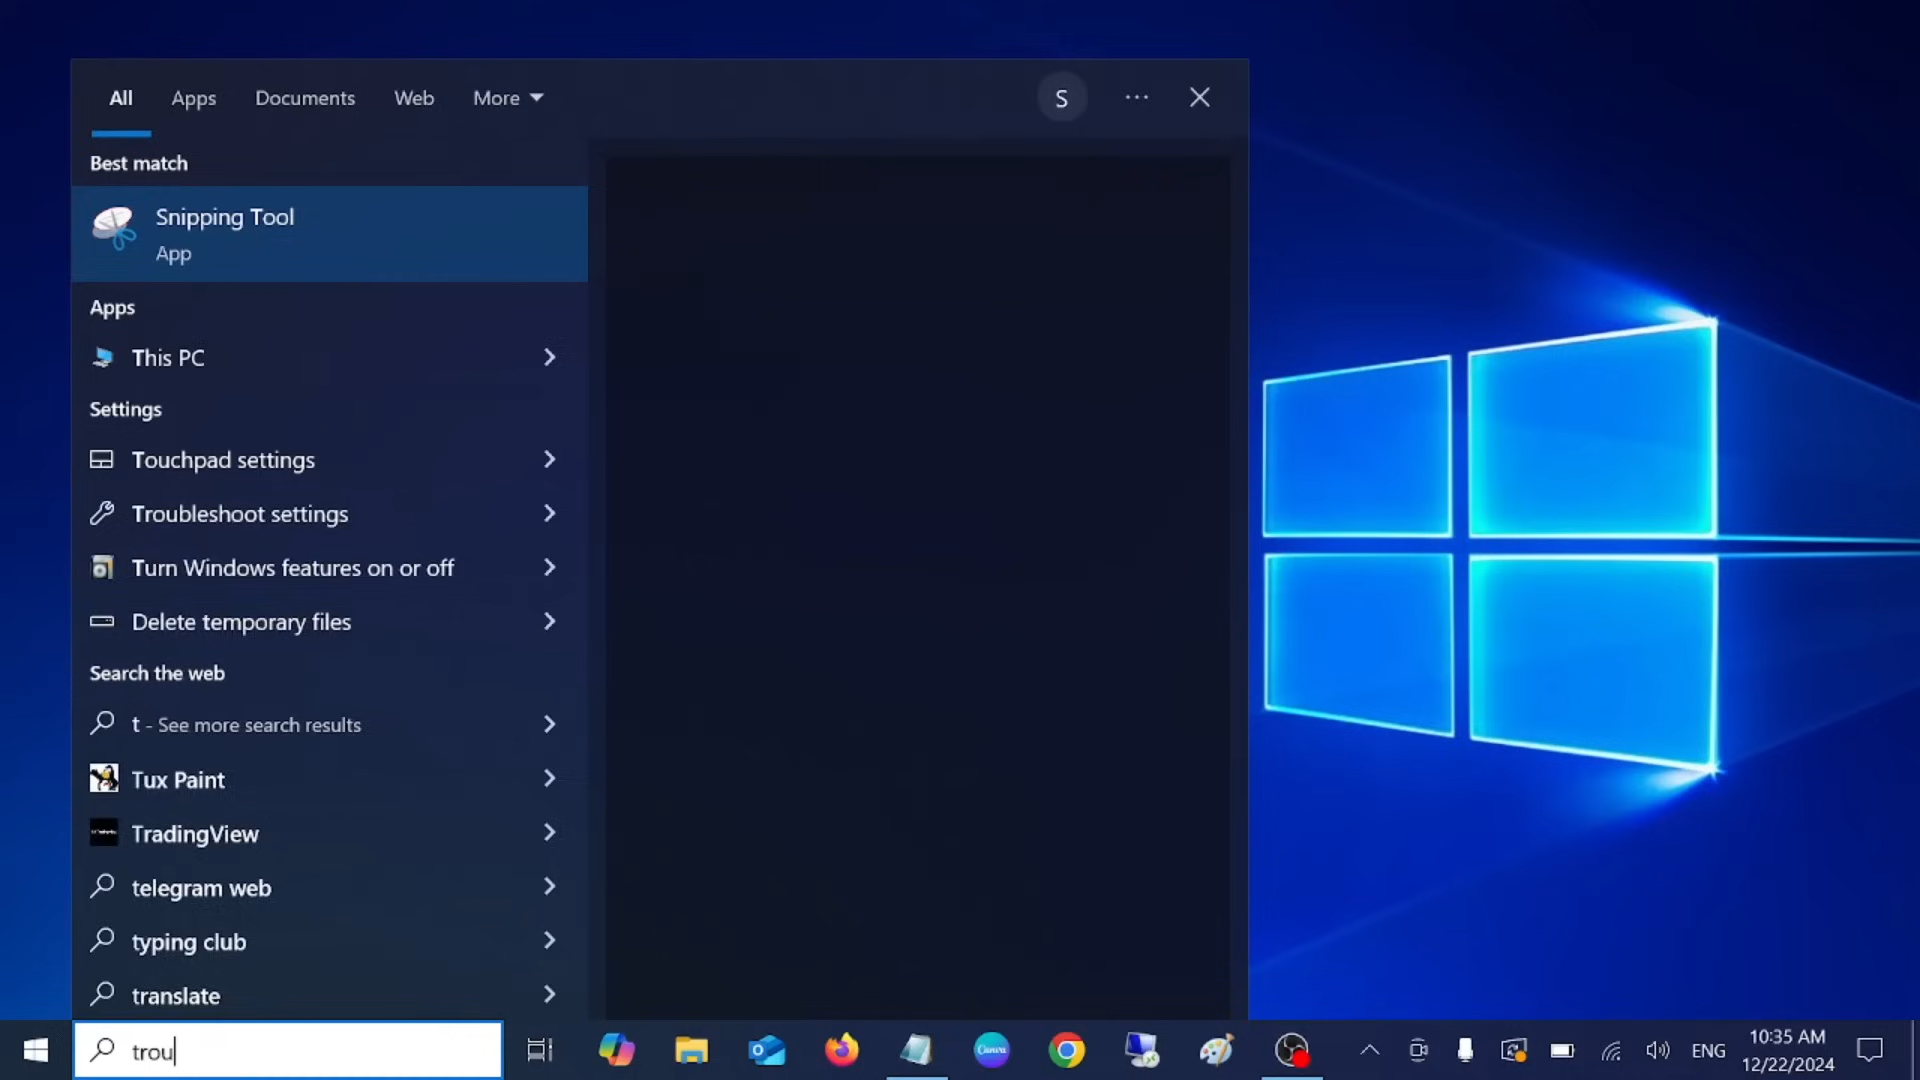 All
Apps
Documents
Web
More
S
Best match
Snipping Tool
App
Apps
This PC
Settings
Touchpad settings
Troubleshoot settings
Turn Windows features on or off
Delete temporary files
Search the web
t - See more search results
Tux Paint
TradingView
telegram web
typing club
translate
trou
Canva
ENG
10:35 AM
12/22/2024